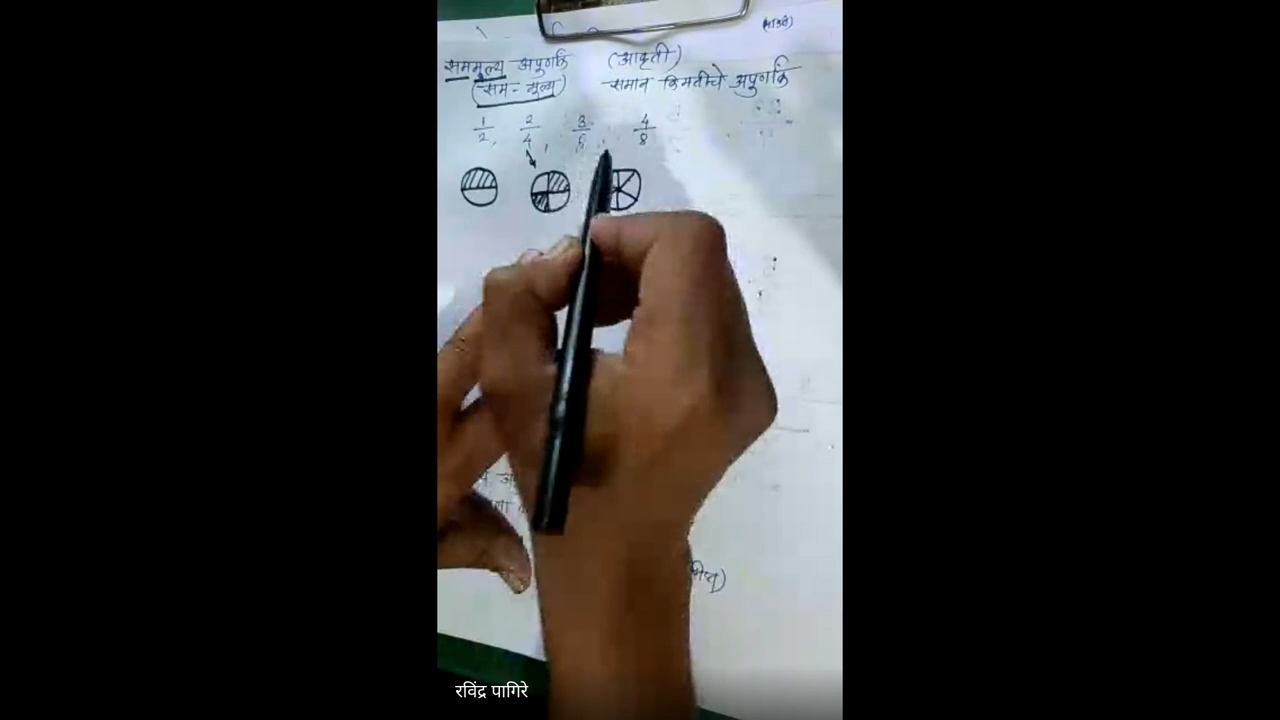 सममूल्य अपूर्णांक (आकृती)
(सम - मूल्य) समान किमतीचे अपूर्णांक
1/2, 2/4, 3/6, 4/8
रविंद्र पागिरे